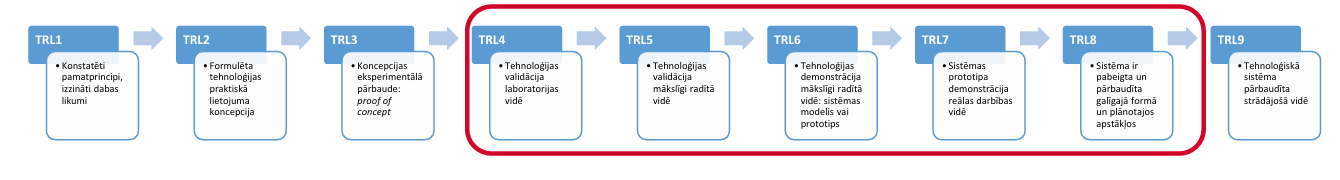 TRL1
• Konstatēti
pamatprincipi,
izzināti dabas
likumi
TRL2
• Formulēta
tehnoloģijas
praktiskā
lietojuma
koncepcija
TRL3
• Koncepcijas
eksperimentālā
pārbaude:
proof of
concept
TRL4
• Tehnoloģijas
validācija
laboratorijas
vidē
TRL5
• Tehnoloģijas
validācija
mākslīgi radītā
vidē
TRL6
• Tehnoloģijas
demonstrācija
mākslīgi radītā
vidē: sistēmas
modelis vai
prototips
TRL7
• Sistēmas
prototipa
demonstrācija
reālas darbības
vidē
TRL8
• Sistēma ir
pabeigta un
pārbaudīta
galīgajā formā
un plānotajos
apstākļos
TRL9
• Tehnoloģiskā
sistēma
pārbaudīta
strādājošā vidē